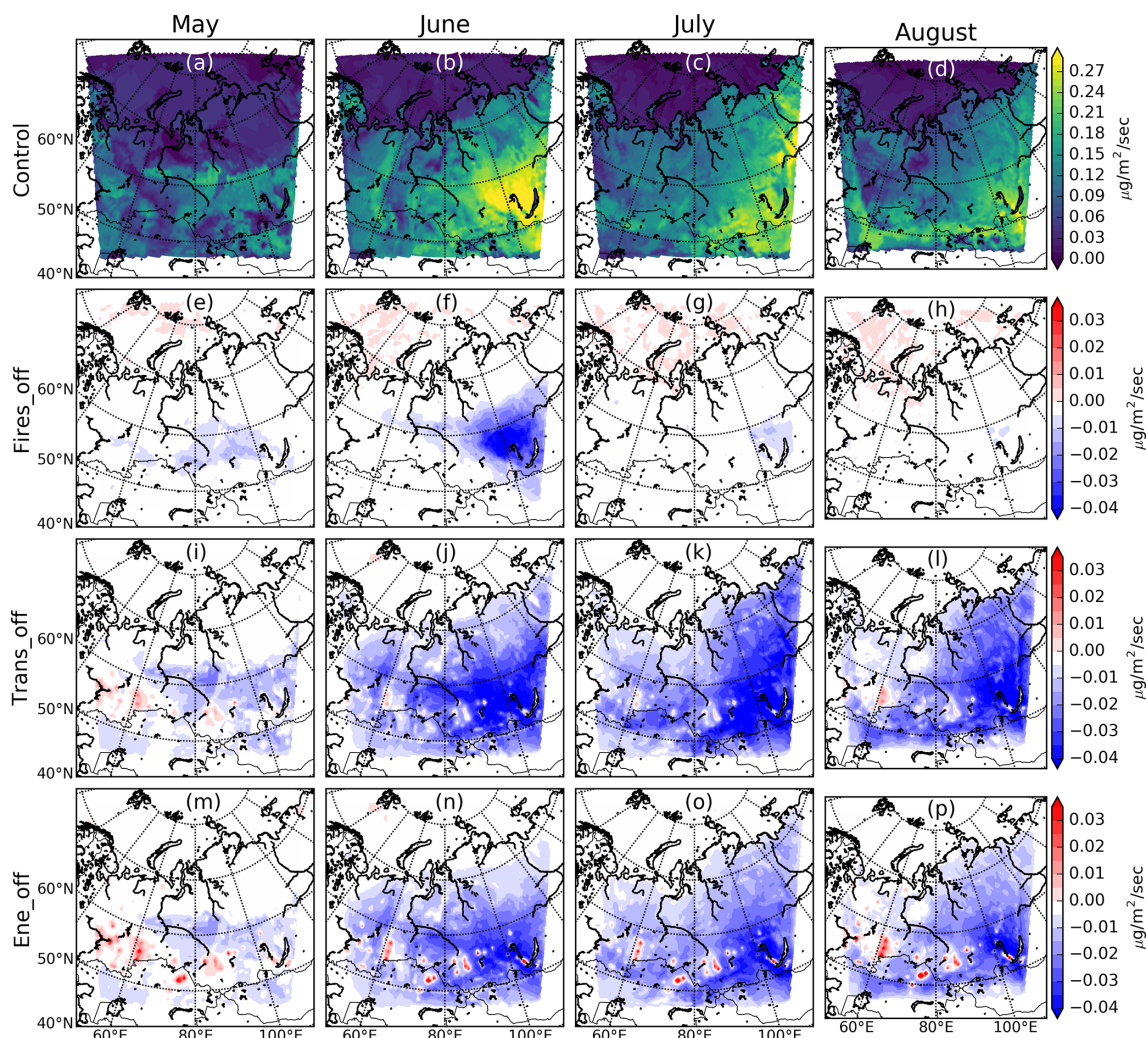 May June July August
Control (a) (b) (c) (d)
60°N
50°N
40°N
0.27
0.24
0.21
0.18
0.15
0.12
0.09
0.06
0.03
0.00
μg/m²/sec
Fires_off (e) (f) (g) (h)
60°N
50°N
40°N
0.03
0.02
0.01
0.00
−0.01
−0.02
−0.03
−0.04
μg/m²/sec
Trans_off (i) (j) (k) (l)
60°N
50°N
40°N
0.03
0.02
0.01
0.00
−0.01
−0.02
−0.03
−0.04
μg/m²/sec
Ene_off (m) (n) (o) (p)
60°N
50°N
40°N
0.03
0.02
0.01
0.00
−0.01
−0.02
−0.03
−0.04
μg/m²/sec
60°E 80°E 100°E 60°E 80°E 100°E 60°E 80°E 100°E 60°E 80°E 100°E